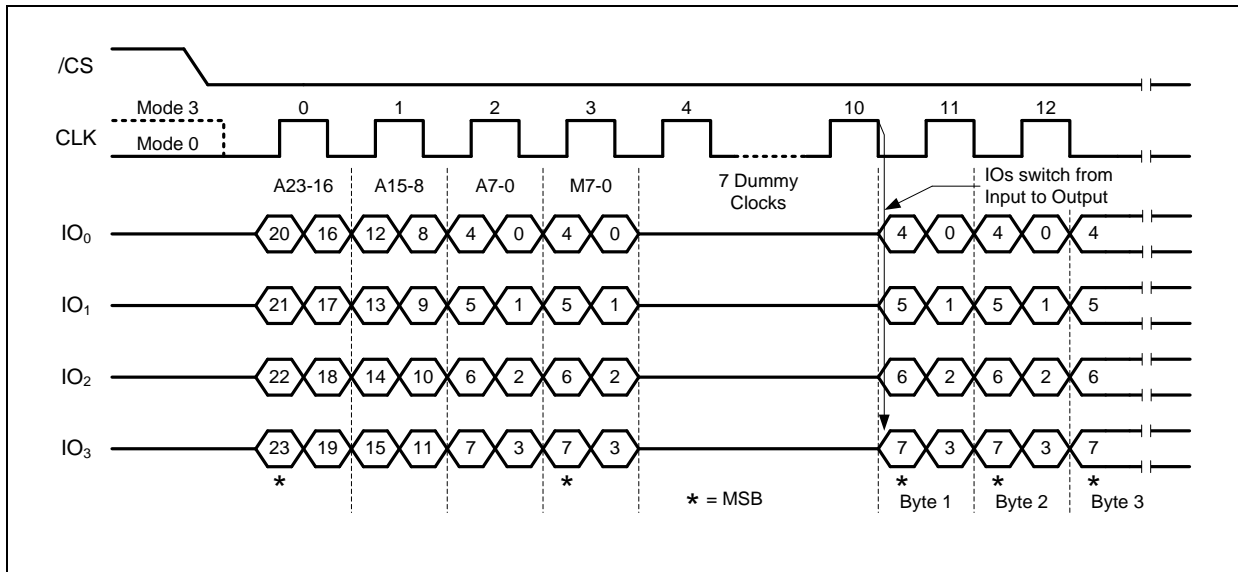 /CS
Mode 3 0 1 2 3 4 10 11 12
CLK
Mode 0
A23-16 A15-8 A7-0 M7-0 7 Dummy Clocks
IOs switch from
Input to Output
IO₀ 20 16 12 8 4 0 4 0 4 0 4 0 4
IO₁ 21 17 13 9 5 1 5 1 5 1 5 1 5
IO₂ 22 18 14 10 6 2 6 2 6 2 6 2 6
IO₃ 23 19 15 11 7 3 7 3 7 3 7 3 7
* * * * *
* = MSB
Byte 1 Byte 2 Byte 3